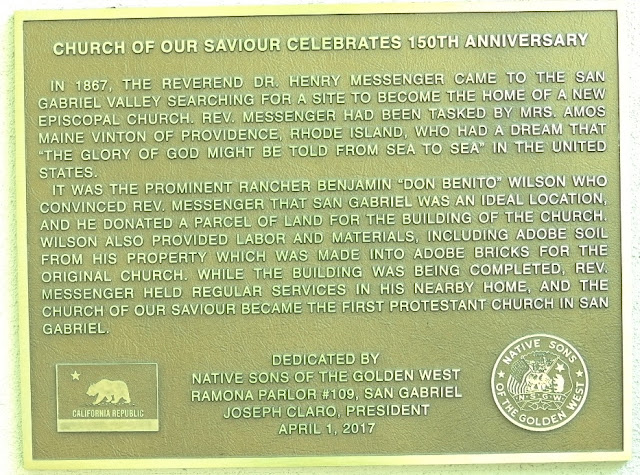 CHURCH OF OUR SAVIOUR CELEBRATES 150TH ANNIVERSARY
IN 1867, THE REVEREND DR. HENRY MESSENGER CAME TO THE SAN
GABRIEL VALLEY SEARCHING FOR A SITE TO BECOME THE HOME OF A NEW
EPISCOPAL CHURCH. REV. MESSENGER HAD BEEN TASKED BY MRS. AMOS
MAINE VINTON OF PROVIDENCE, RHODE ISLAND, WHO HAD A DREAM THAT
"THE GLORY OF GOD MIGHT BE TOLD FROM SEA TO SEA" IN THE UNITED
STATES.
IT WAS THE PROMINENT RANCHER BENJAMIN "DON BENITO" WILSON WHO
CONVINCED REV. MESSENGER THAT SAN GABRIEL WAS AN IDEAL LOCATION,
AND HE DONATED A PARCEL OF LAND FOR THE BUILDING OF THE CHURCH.
WILSON ALSO PROVIDED LABOR AND MATERIALS, INCLUDING ADOBE SOIL
FROM HIS PROPERTY WHICH WAS MADE INTO ADOBE BRICKS FOR THE
ORIGINAL CHURCH. WHILE THE BUILDING WAS BEING COMPLETED, REV.
MESSENGER HELD REGULAR SERVICES IN HIS NEARBY HOME, AND THE
CHURCH OF OUR SAVIOUR BECAME THE FIRST PROTESTANT CHURCH IN SAN
GABRIEL.
DEDICATED BY
NATIVE SONS OF THE GOLDEN WEST
RAMONA PARLOR #109, SAN GABRIEL
JOSEPH CLARO, PRESIDENT
APRIL 1, 2017
CALIFORNIA REPUBLIC
NATIVE SONS
OF THE GOLDEN WEST
N.S.G.W.